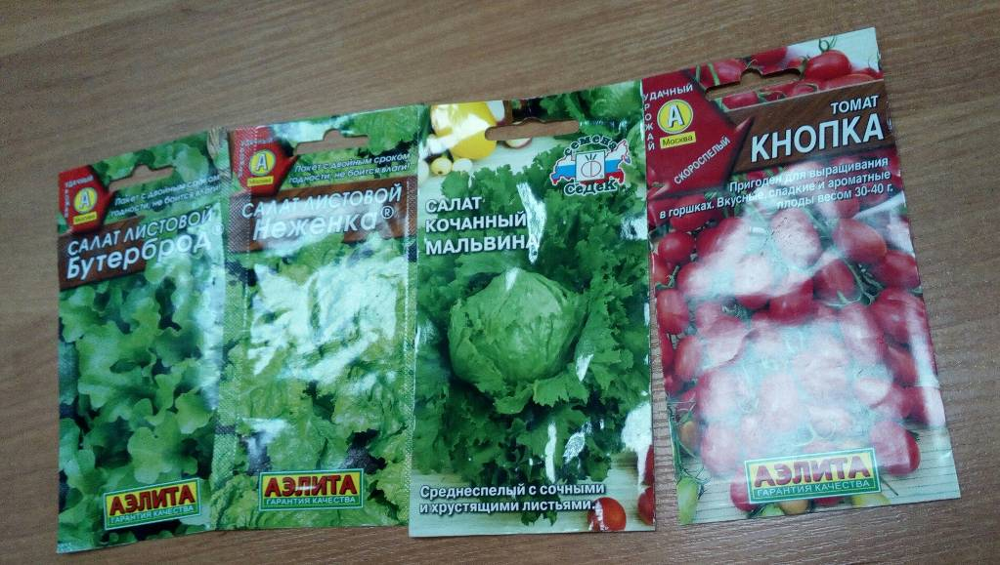 УДАЧНЫЙ
А
Москва
Пакет с двойным сроком
годности, не боится влаги!
САЛАТ ЛИСТОВОЙ
Бутерброд®
АЭЛИТА
ГАРАНТИЯ КАЧЕСТВА
УДАЧНЫЙ
А
Москва
Пакет с двойным сроком
годности, не боится влаги!
САЛАТ ЛИСТОВОЙ
Неженка®
АЭЛИТА
ГАРАНТИЯ КАЧЕСТВА
семена
СеДеК
САЛАТ
КОЧАННЫЙ
МАЛЬВИНА
Среднеспелый с сочными
и хрустящими листьями.
УДАЧНЫЙ
УРОЖАЙ
А
Москва
СКОРОСПЕЛЫЙ
ТОМАТ
КНОПКА
Пригоден для выращивания
в горшках. Вкусные, сладкие и ароматные
плоды весом 30-40 г.
АЭЛИТА
ГАРАНТИЯ КАЧЕСТВА